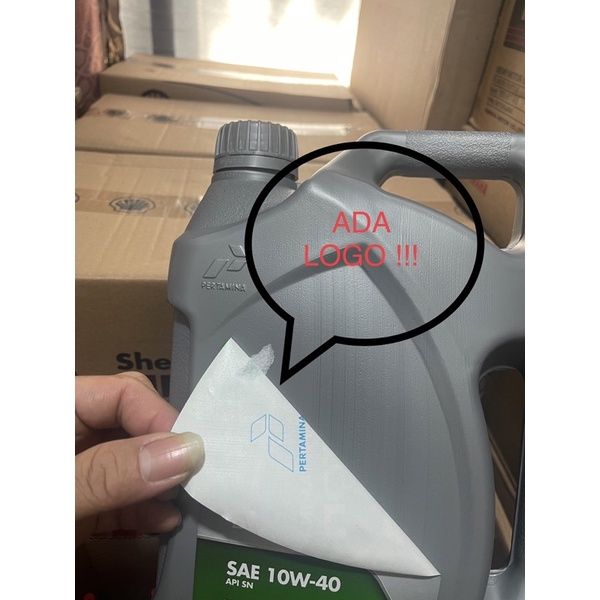 ADA
LOGO !!!
PERTAMINA
She
PERTAMINA
SAE 10W-40
API SN